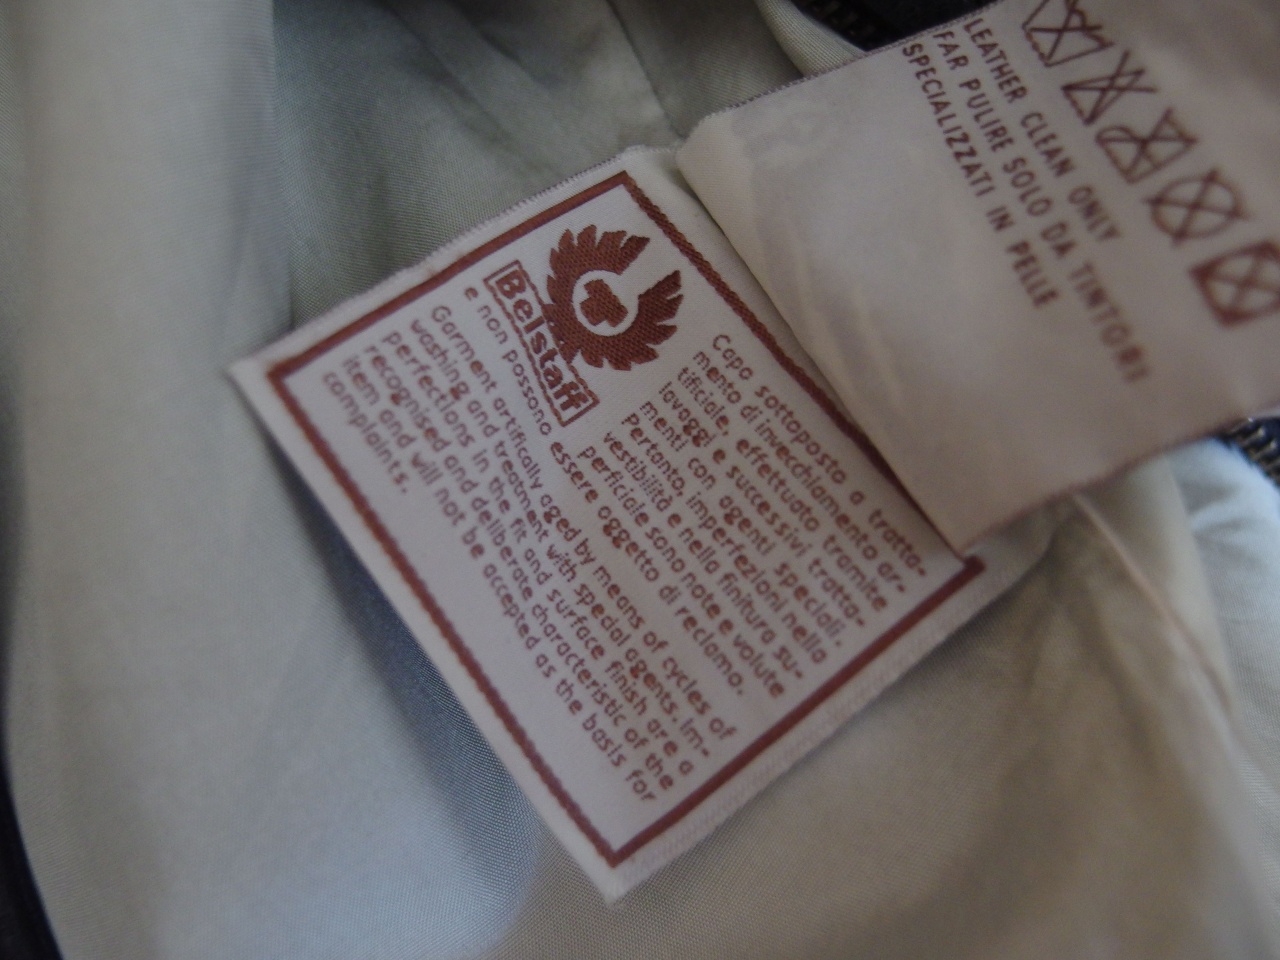 Belstaff
Capo sottoposto a tratta-
mento di invecchiamento ar-
tificiale, effettuato tramite
lavaggi e successivi tratta-
menti con agenti speciali.
Pertanto, imperfezioni nella
vestibilità e nella finitura su-
perficiale sono note volute
e non possono essere oggetto di reclamo.
Garment artificially aged by means of cycles of
washing and treatment with special agents. Im-
perfections in the fit and surface finish are a
recognised and deliberate characteristic of the
item and will not be accepted as the basis for
complaints.
LEATHER CLEAN ONLY
FAR PULIRE SOLO DA TINTORI
SPECIALIZZATI IN PELLE